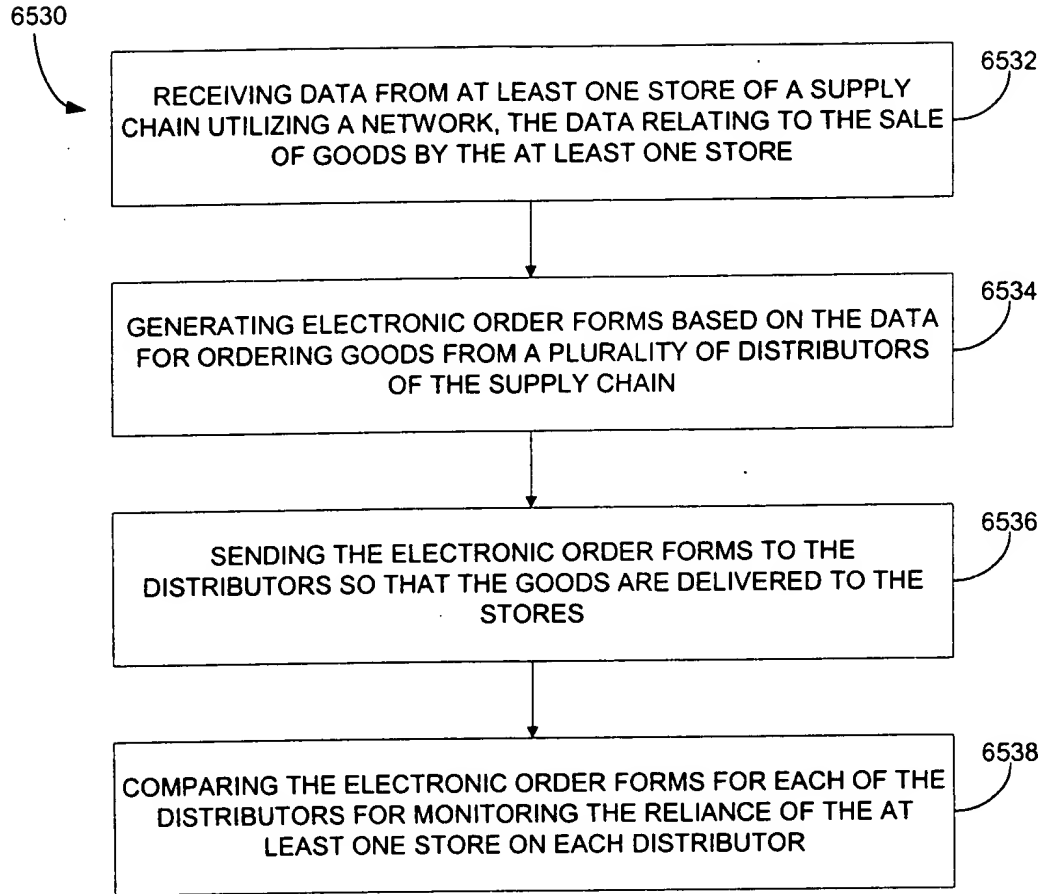 6530
6532
RECEIVING DATA FROM AT LEAST ONE STORE OF A SUPPLY
CHAIN UTILIZING A NETWORK, THE DATA RELATING TO THE SALE
OF GOODS BY THE AT LEAST ONE STORE
6534
GENERATING ELECTRONIC ORDER FORMS BASED ON THE DATA
FOR ORDERING GOODS FROM A PLURALITY OF DISTRIBUTORS
OF THE SUPPLY CHAIN
6536
SENDING THE ELECTRONIC ORDER FORMS TO THE
DISTRIBUTORS SO THAT THE GOODS ARE DELIVERED TO THE
STORES
6538
COMPARING THE ELECTRONIC ORDER FORMS FOR EACH OF THE
DISTRIBUTORS FOR MONITORING THE RELIANCE OF THE AT
LEAST ONE STORE ON EACH DISTRIBUTOR